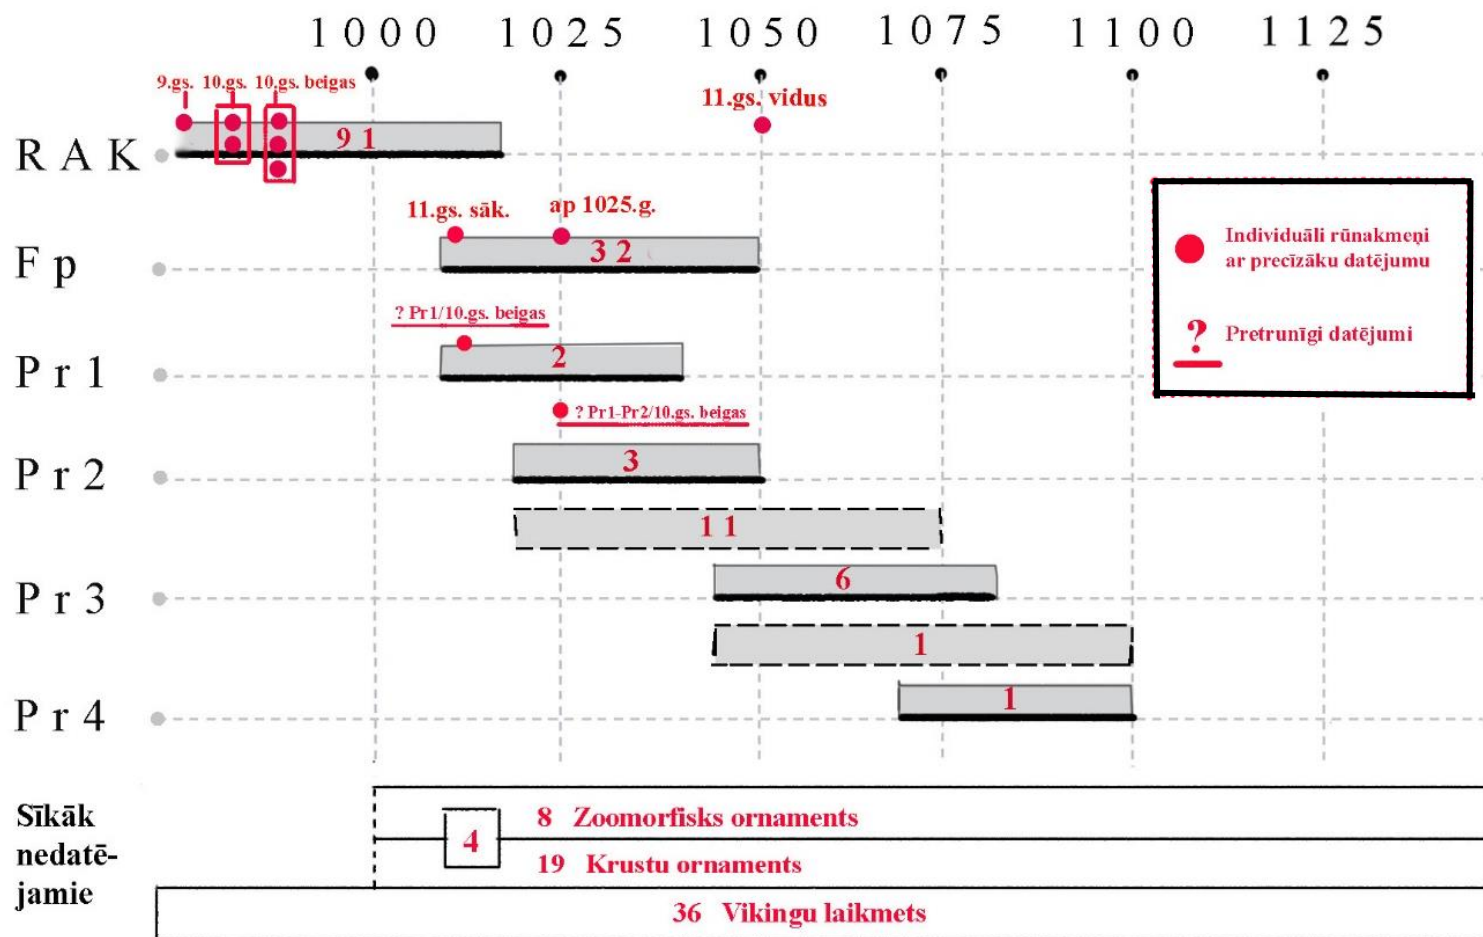 1000 1025 1050 1075 1100 1125
9.gs. 10.gs. 10.gs. beigas
11.gs. vidus
RAK
91
11.gs. sāk.
ap 1025.g.
Fp
32
Individuāli rūnakmeņi
ar precīzāku datējumu
? Pretrunīgi datējumi
? Pr1/10.gs. beigas
Pr1
2
? Pr1-Pr2/10.gs. beigas
Pr2
3
11
Pr3
6
1
Pr4
1
Sīkāk
nedatē-
jamie
4
8 Zoomorfisks ornaments
19 Krustu ornaments
36 Vikingu laikmets